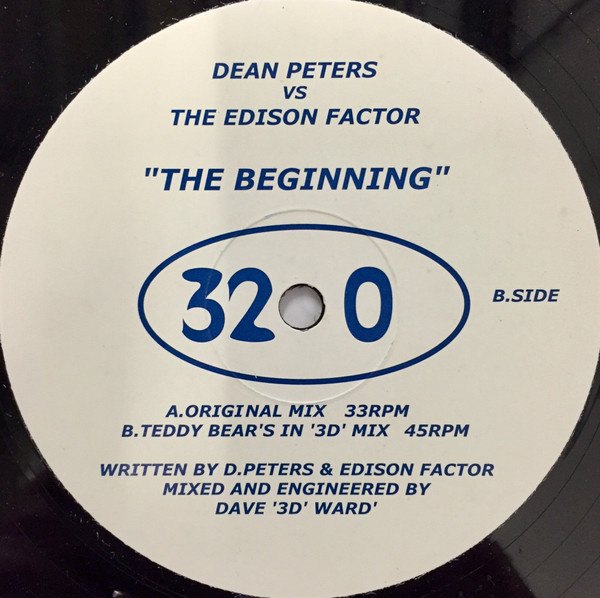 DEAN PETERS
VS
THE EDISON FACTOR
"THE BEGINNING"
32 0
B.SIDE
A.ORIGINAL MIX 33RPM
B.TEDDY BEAR'S IN '3D' MIX 45RPM
WRITTEN BY D.PETERS & EDISON FACTOR
MIXED AND ENGINEERED BY
DAVE '3D' WARD'